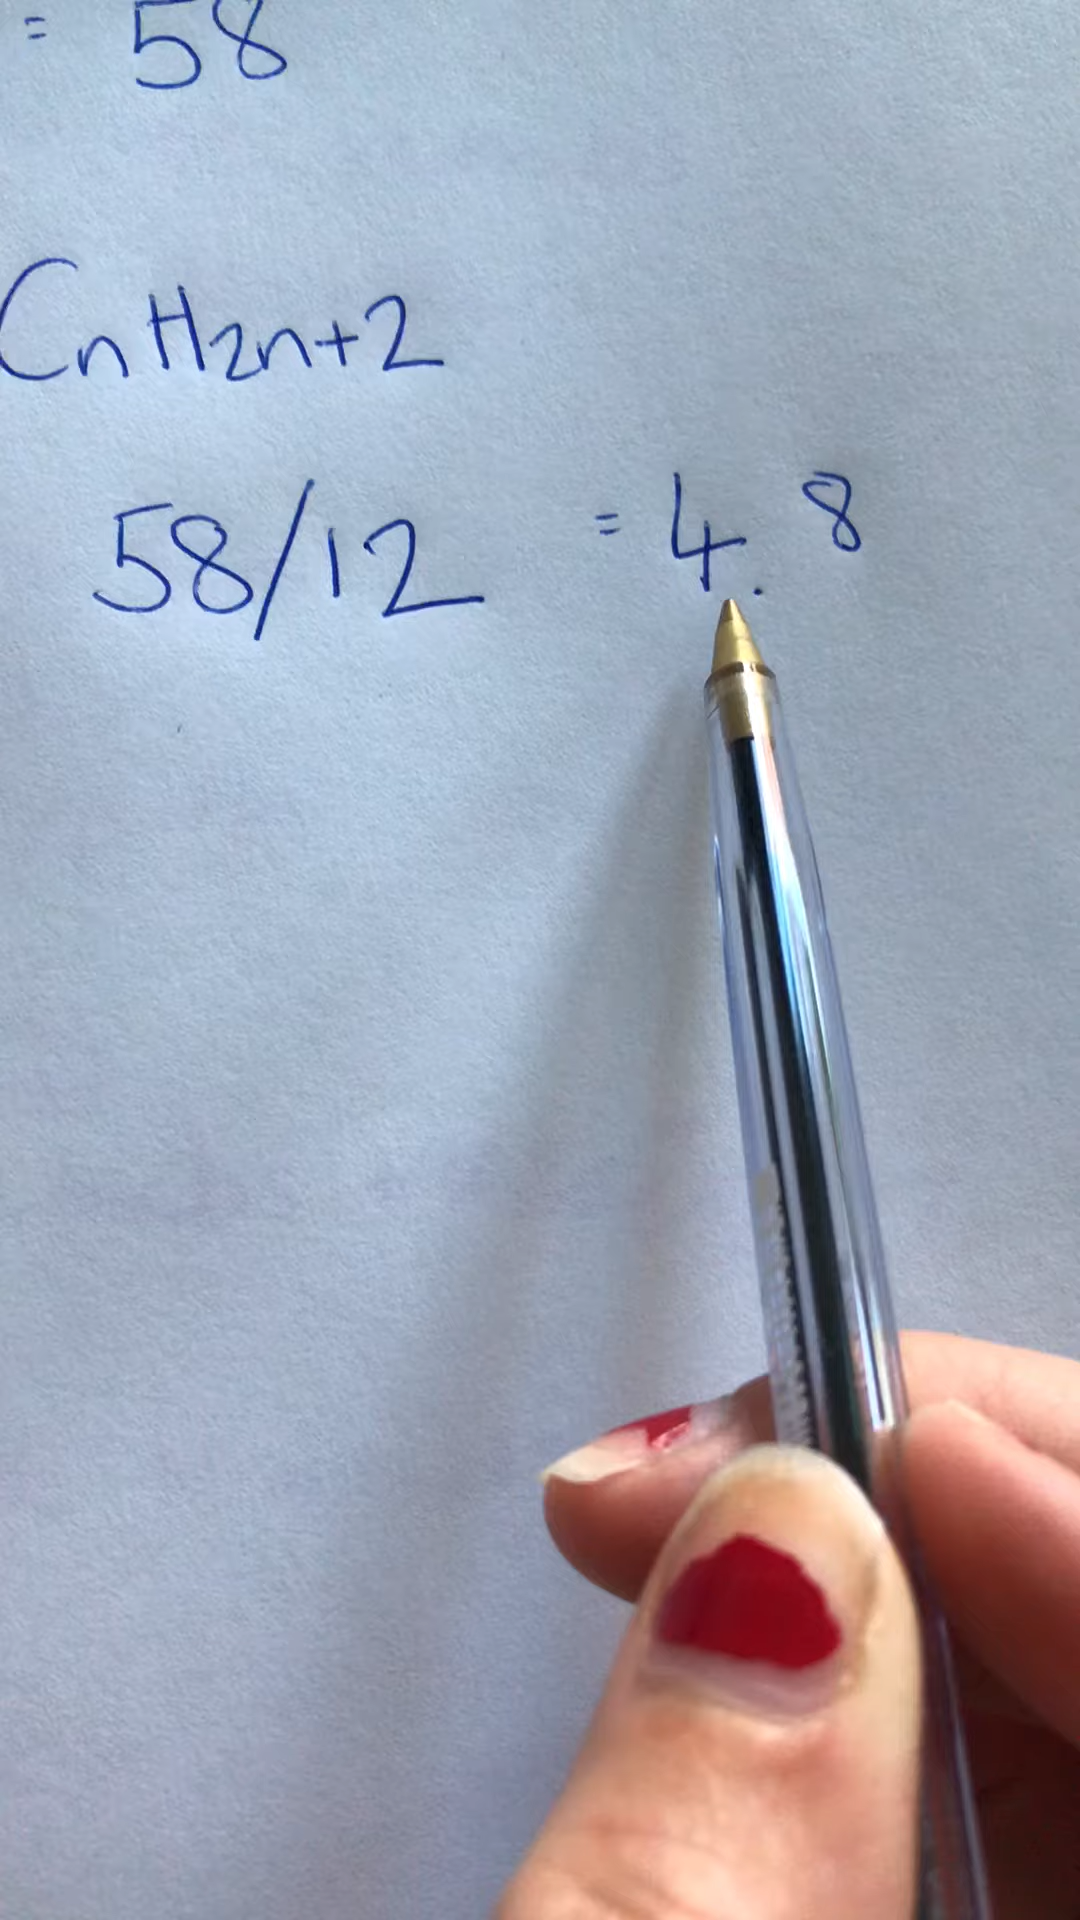 = 58
CnH2n+2
58/12 = 4.8